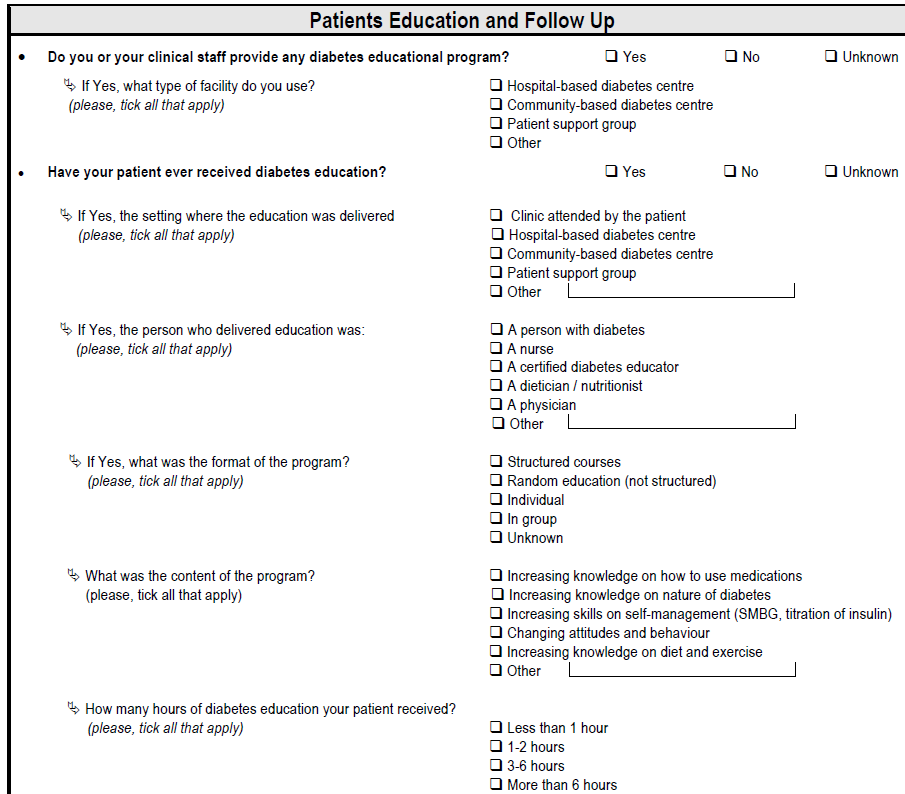 Patients Education and Follow Up
• Do you or your clinical staff provide any diabetes educational program? ❑ Yes ❑ No ❑ Unknown
If Yes, what type of facility do you use? ❑ Hospital-based diabetes centre
(please, tick all that apply) ❑ Community-based diabetes centre
❑ Patient support group
❑ Other
• Have your patient ever received diabetes education? ❑ Yes ❑ No ❑ Unknown
If Yes, the setting where the education was delivered ❑ Clinic attended by the patient
(please, tick all that apply) ❑ Hospital-based diabetes centre
❑ Community-based diabetes centre
❑ Patient support group
❑ Other
If Yes, the person who delivered education was: ❑ A person with diabetes
(please, tick all that apply) ❑ A nurse
❑ A certified diabetes educator
❑ A dietician / nutritionist
❑ A physician
❑ Other
If Yes, what was the format of the program? ❑ Structured courses
(please, tick all that apply) ❑ Random education (not structured)
❑ Individual
❑ In group
❑ Unknown
What was the content of the program? ❑ Increasing knowledge on how to use medications
(please, tick all that apply) ❑ Increasing knowledge on nature of diabetes
❑ Increasing skills on self-management (SMBG, titration of insulin)
❑ Changing attitudes and behaviour
❑ Increasing knowledge on diet and exercise
❑ Other
How many hours of diabetes education your patient received?
(please, tick all that apply) ❑ Less than 1 hour
❑ 1-2 hours
❑ 3-6 hours
❑ More than 6 hours